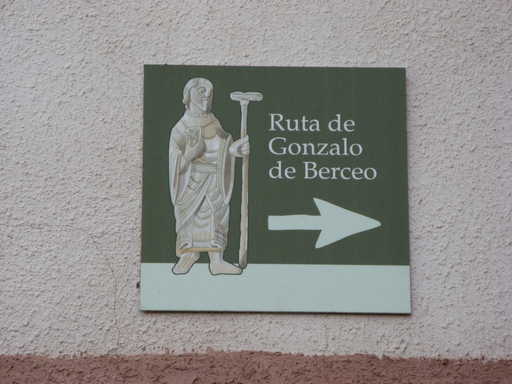 Ruta de
Gonzalo
de Berceo